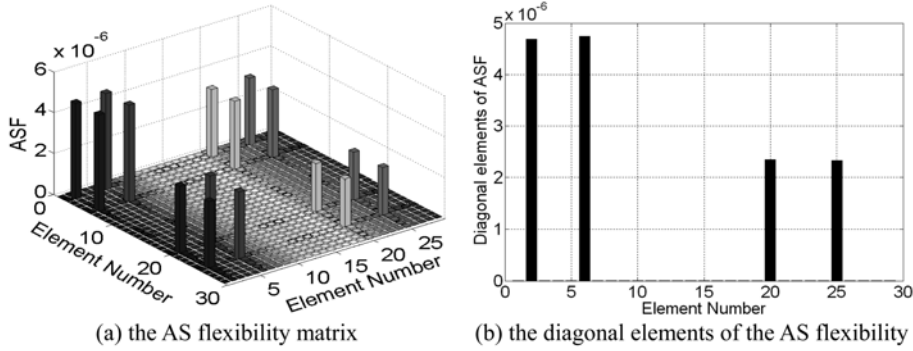 × 10⁻⁶
6
4
2
0
ASF
0
10
20
30
Element Number
5
10
15
20
25
Element Number
(a) the AS flexibility matrix
× 10⁻⁶
5
4
3
2
1
0
Diagonal elements of ASF
0 5 10 15 20 25 30
Element Number
(b) the diagonal elements of the AS flexibility